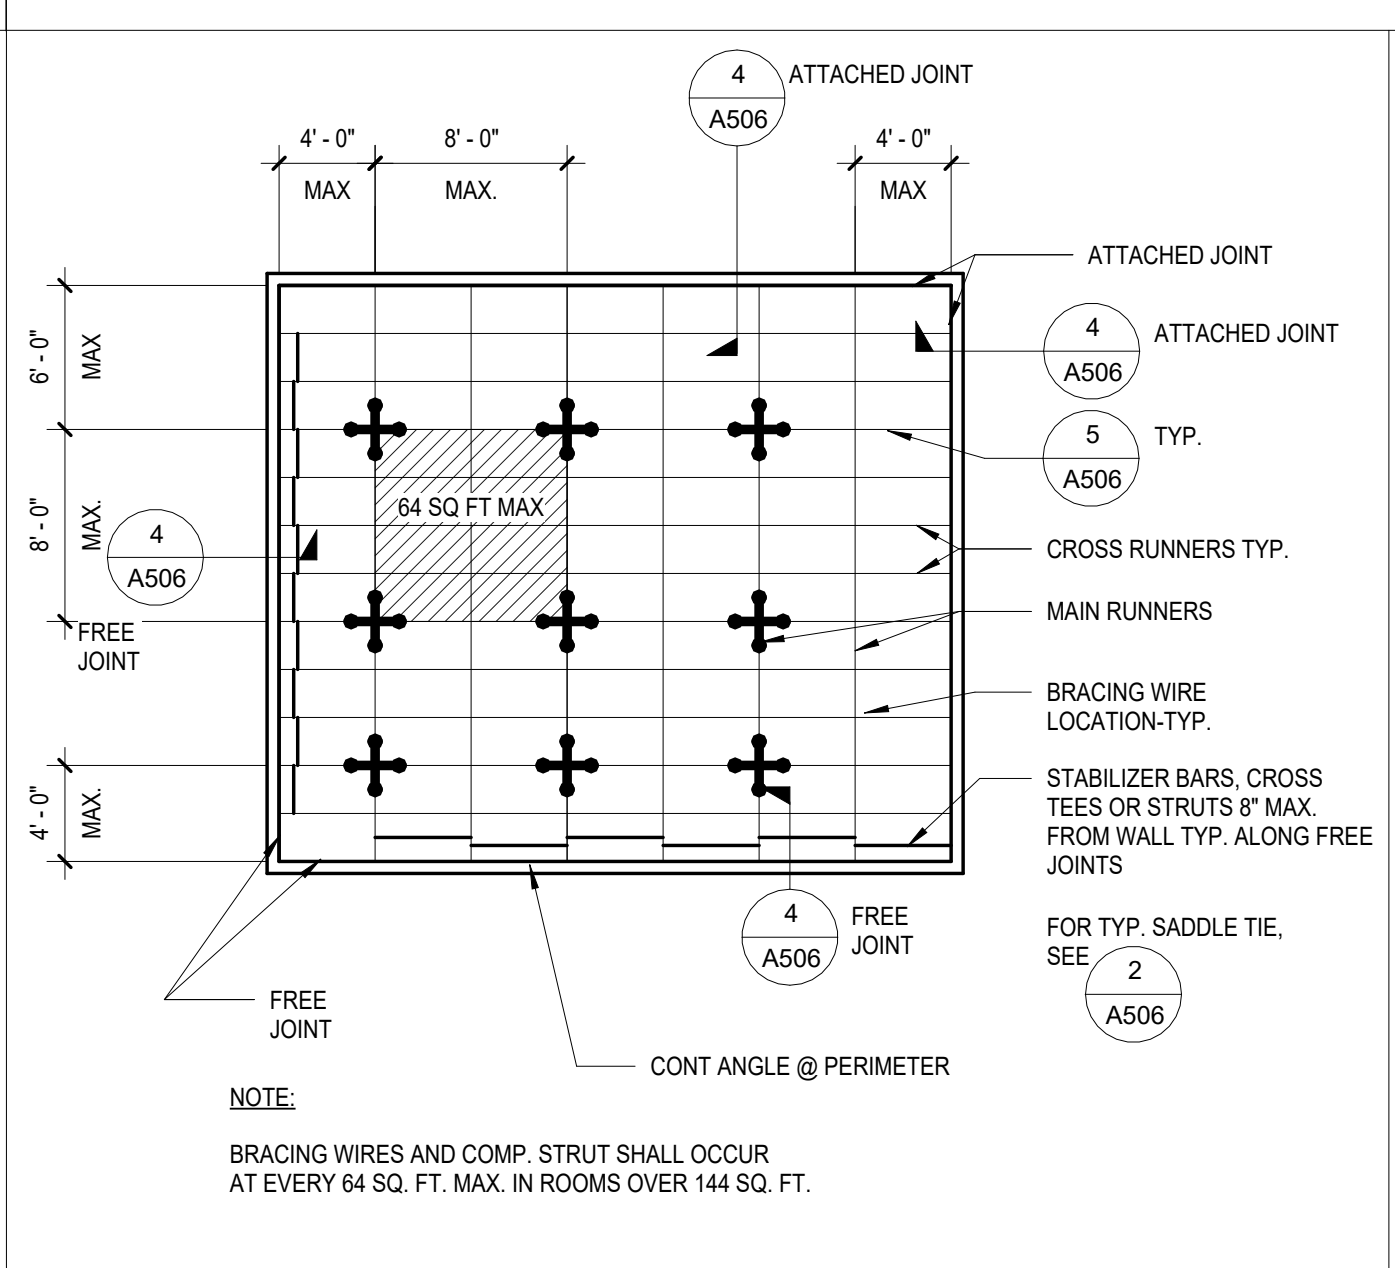 4
A506
ATTACHED JOINT
4' - 0"
MAX
8' - 0"
MAX.
4' - 0"
MAX
ATTACHED JOINT
4
A506
ATTACHED JOINT
5
A506
TYP.
6' - 0"
MAX
8' - 0"
MAX.
4
A506
64 SQ FT MAX
FREE
JOINT
4' - 0"
MAX.
CROSS RUNNERS TYP.
MAIN RUNNERS
BRACING WIRE
LOCATION-TYP.
STABILIZER BARS, CROSS
TEES OR STRUTS 8" MAX.
FROM WALL TYP. ALONG FREE
JOINTS
4
A506
FREE
JOINT
FOR TYP. SADDLE TIE,
SEE
2
A506
FREE
JOINT
CONT ANGLE @ PERIMETER
NOTE:
BRACING WIRES AND COMP. STRUT SHALL OCCUR
AT EVERY 64 SQ. FT. MAX. IN ROOMS OVER 144 SQ. FT.